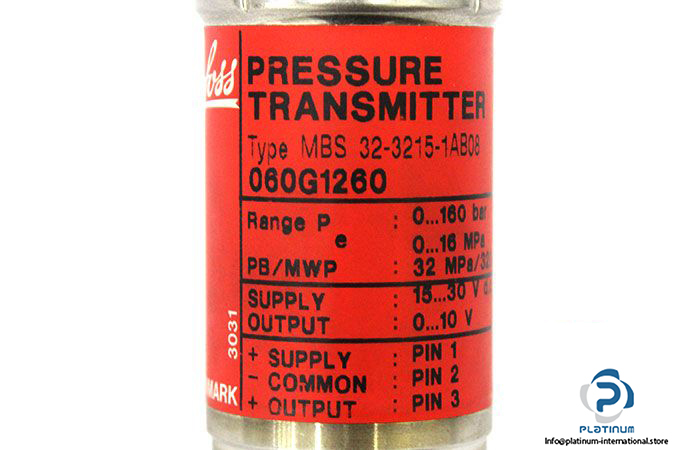 foss
PRESSURE
TRANSMITTER
Type MBS 32-3215-1AB08
060G1260
Range P e : 0...160 bar
0...16 MPa
PB/MWP : 32 MPa/32
SUPPLY : 15...30 V d.c
OUTPUT : 0...10 V
+ SUPPLY : PIN 1
- COMMON : PIN 2
+ OUTPUT : PIN 3
3031
MARK
PLATINUM
info@platinum-international.store